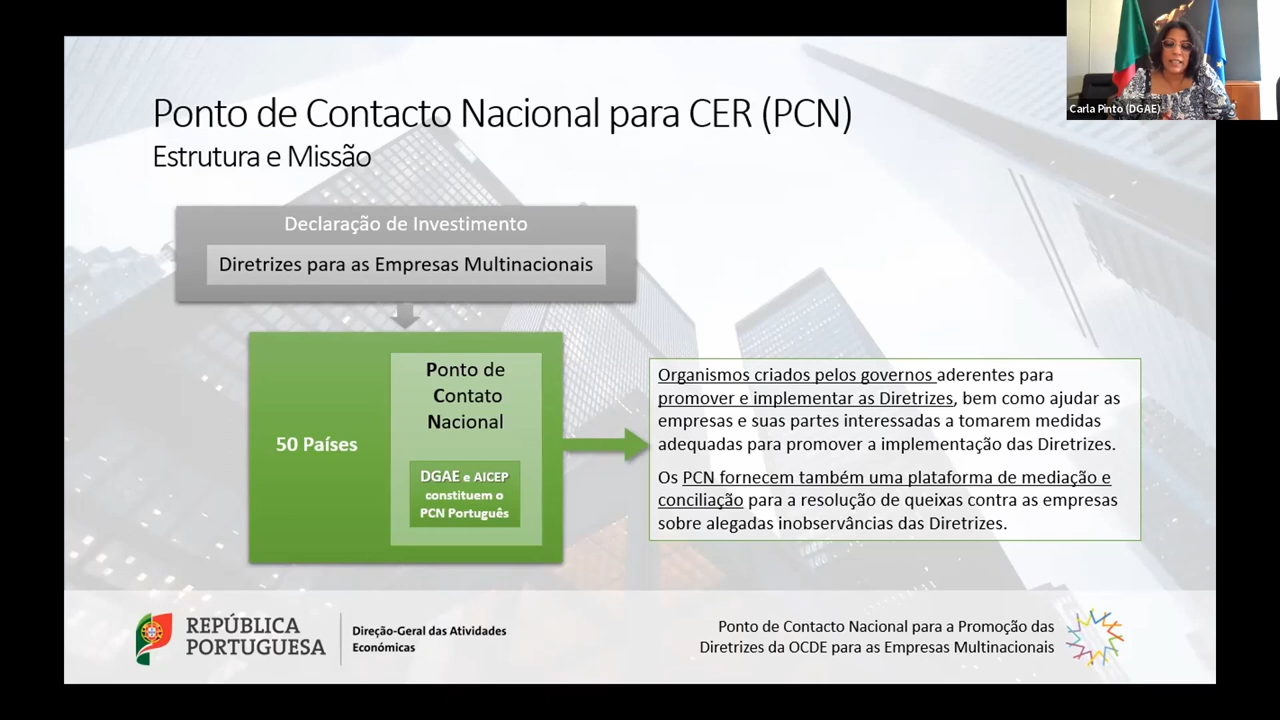 Ponto de Contacto Nacional para CER (PCN)
Estrutura e Missão
Carla Pinto (DGAE)
Declaração de Investimento
Diretrizes para as Empresas Multinacionais
50 Países
Ponto de
Contato
Nacional
DGAE e AICEP
constituem o
PCN Português
Organismos criados pelos governos aderentes para
promover e implementar as Diretrizes, bem como ajudar as
empresas e suas partes interessadas a tomarem medidas
adequadas para promover a implementação das Diretrizes.
Os PCN fornecem também uma plataforma de mediação e
conciliação para a resolução de queixas contra as empresas
sobre alegadas inobservâncias das Diretrizes.
REPÚBLICA
PORTUGUESA
Direção-Geral das Atividades
Económicas
Ponto de Contacto Nacional para a Promoção das
Diretrizes da OCDE para as Empresas Multinacionais